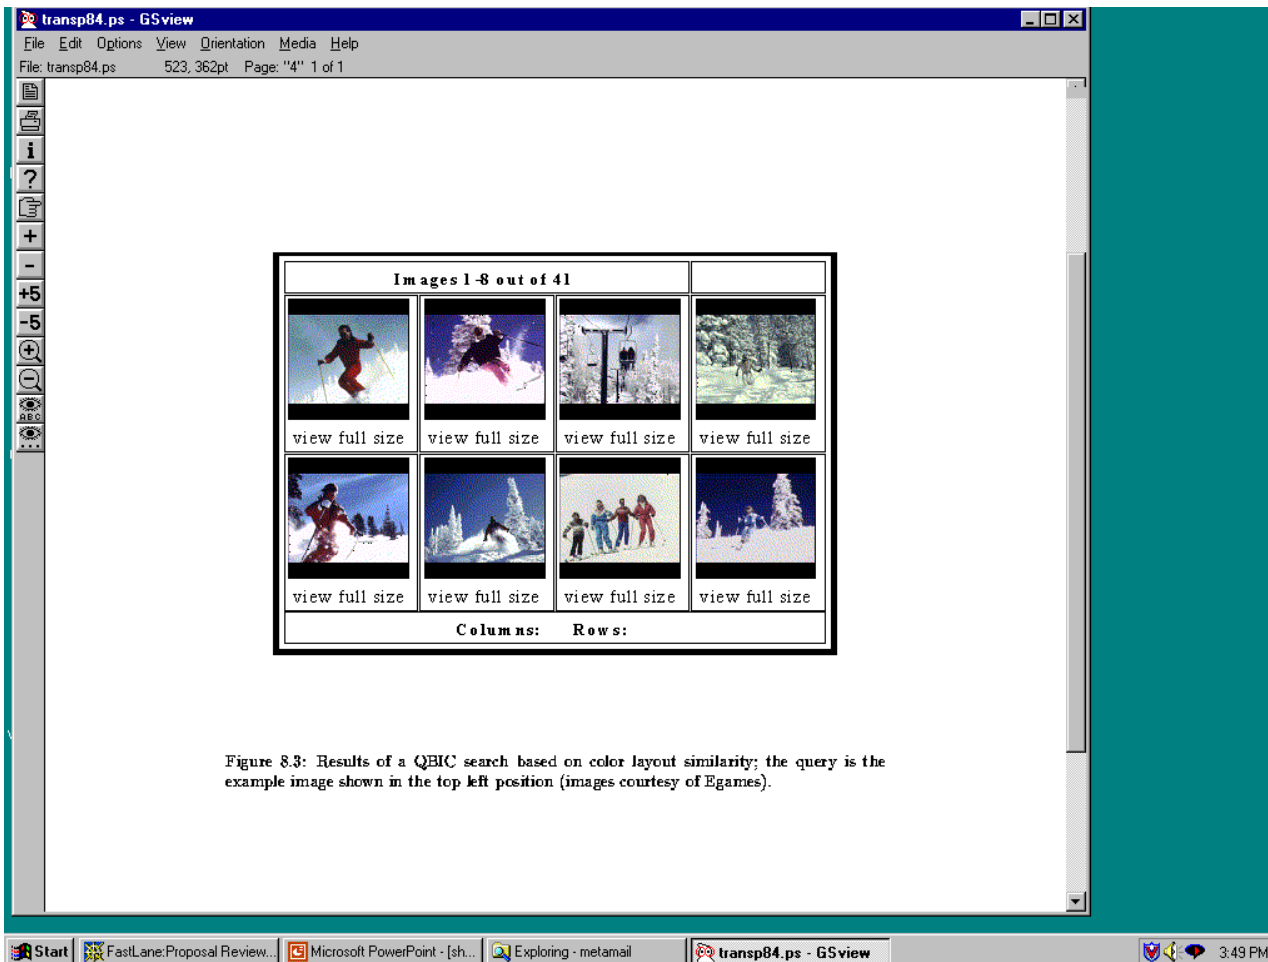 transp84.ps - GSview
File Edit Options View Orientation Media Help
File: transp84.ps 523, 362pt Page: "4" 1 of 1
i
?
+
-
+5
-5
ABC
Images 1-8 out of 41
view full size view full size view full size view full size
view full size view full size view full size view full size
Columns: Rows:
Figure 8.3: Results of a QBIC search based on color layout similarity; the query is the
example image shown in the top left position (images courtesy of Egames).
Start FastLane:Proposal Review... Microsoft PowerPoint - [sh... Exploring - metamail transp84.ps - GSview 3:49 PM